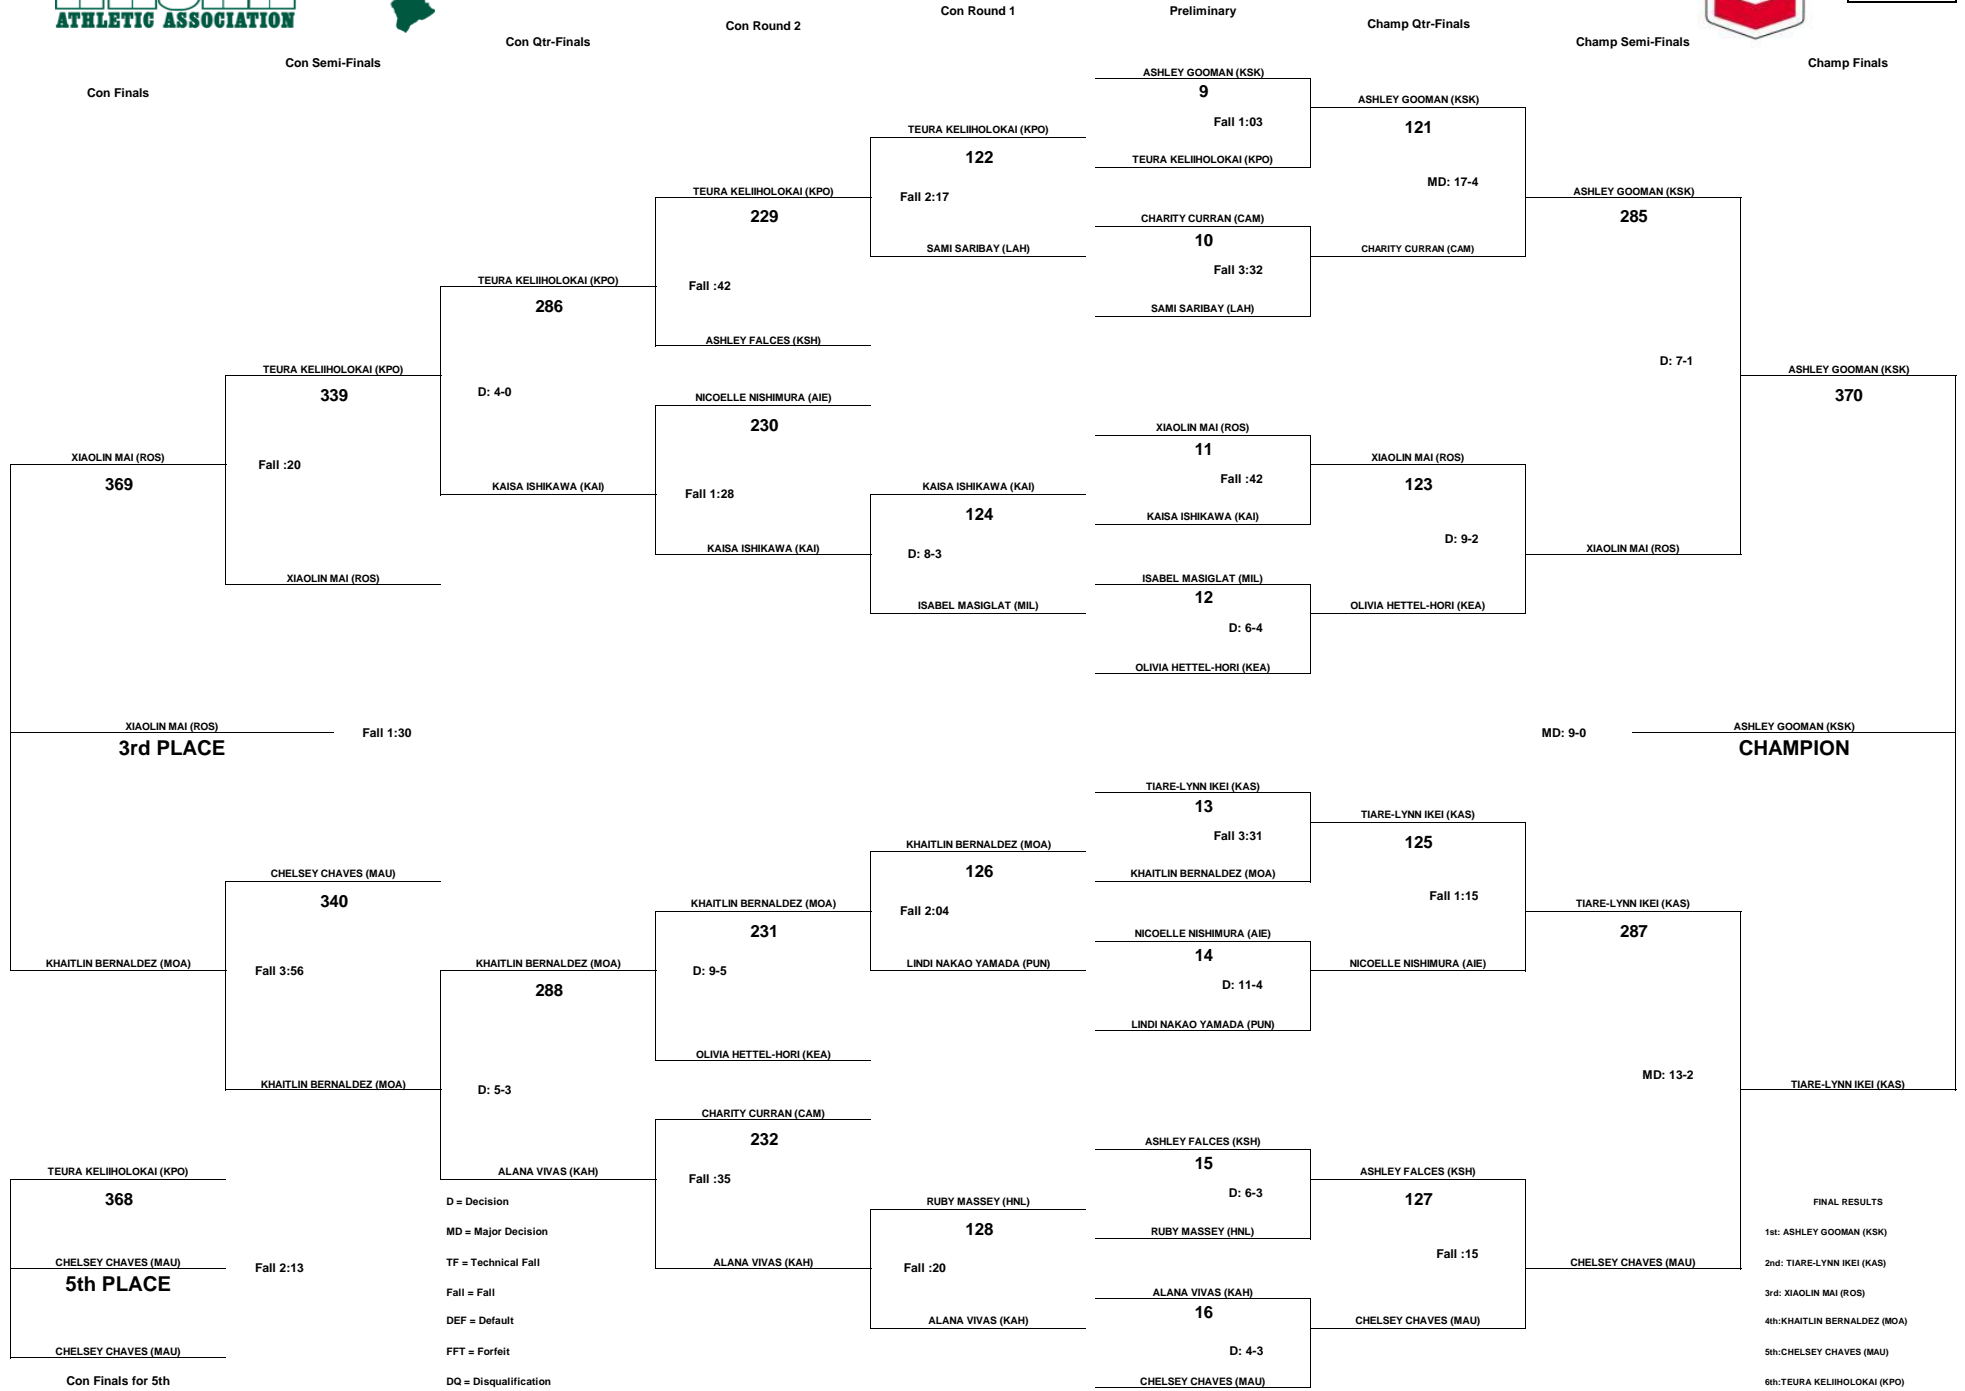 ATHLETIC ASSOCIATION
Con Finals
Con Semi-Finals
Con Qtr-Finals
Con Round 2
Con Round 1
Preliminary
Champ Qtr-Finals
Champ Semi-Finals
Champ Finals
ASHLEY GOOMAN (KSK)
9
Fall 1:03
TEURA KELIIHOLOKAI (KPO)
CHARITY CURRAN (CAM)
10
Fall 3:32
SAMI SARIBAY (LAH)
XIAOLIN MAI (ROS)
11
Fall :42
KAISA ISHIKAWA (KAI)
ISABEL MASIGLAT (MIL)
12
D: 6-4
OLIVIA HETTEL-HORI (KEA)
TIARE-LYNN IKEI (KAS)
13
Fall 3:31
KHAITLIN BERNALDEZ (MOA)
NICOELLE NISHIMURA (AIE)
14
D: 11-4
LINDI NAKAO YAMADA (PUN)
ASHLEY FALCES (KSH)
15
D: 6-3
RUBY MASSEY (HNL)
ALANA VIVAS (KAH)
16
D: 4-3
CHELSEY CHAVES (MAU)
ASHLEY GOOMAN (KSK)
121
MD: 17-4
CHARITY CURRAN (CAM)
XIAOLIN MAI (ROS)
123
D: 9-2
OLIVIA HETTEL-HORI (KEA)
TIARE-LYNN IKEI (KAS)
125
Fall 1:15
NICOELLE NISHIMURA (AIE)
ASHLEY FALCES (KSH)
127
Fall :15
CHELSEY CHAVES (MAU)
ASHLEY GOOMAN (KSK)
285
D: 7-1
XIAOLIN MAI (ROS)
TIARE-LYNN IKEI (KAS)
287
MD: 13-2
CHELSEY CHAVES (MAU)
ASHLEY GOOMAN (KSK)
370
MD: 9-0
ASHLEY GOOMAN (KSK)
CHAMPION
TIARE-LYNN IKEI (KAS)
TEURA KELIIHOLOKAI (KPO)
122
Fall 2:17
SAMI SARIBAY (LAH)
KAISA ISHIKAWA (KAI)
124
D: 8-3
ISABEL MASIGLAT (MIL)
KHAITLIN BERNALDEZ (MOA)
126
Fall 2:04
LINDI NAKAO YAMADA (PUN)
RUBY MASSEY (HNL)
128
Fall :20
ALANA VIVAS (KAH)
TEURA KELIIHOLOKAI (KPO)
229
Fall :42
ASHLEY FALCES (KSH)
NICOELLE NISHIMURA (AIE)
230
Fall 1:28
KAISA ISHIKAWA (KAI)
KHAITLIN BERNALDEZ (MOA)
231
D: 9-5
OLIVIA HETTEL-HORI (KEA)
CHARITY CURRAN (CAM)
232
Fall :35
ALANA VIVAS (KAH)
TEURA KELIIHOLOKAI (KPO)
286
D: 4-0
KAISA ISHIKAWA (KAI)
KHAITLIN BERNALDEZ (MOA)
288
D: 5-3
ALANA VIVAS (KAH)
TEURA KELIIHOLOKAI (KPO)
339
Fall :20
XIAOLIN MAI (ROS)
CHELSEY CHAVES (MAU)
340
Fall 3:56
KHAITLIN BERNALDEZ (MOA)
XIAOLIN MAI (ROS)
369
XIAOLIN MAI (ROS)
Fall 1:30
3rd PLACE
KHAITLIN BERNALDEZ (MOA)
TEURA KELIIHOLOKAI (KPO)
368
CHELSEY CHAVES (MAU)
Fall 2:13
5th PLACE
CHELSEY CHAVES (MAU)
Con Finals for 5th
D = Decision
MD = Major Decision
TF = Technical Fall
Fall = Fall
DEF = Default
FFT = Forfeit
DQ = Disqualification
FINAL RESULTS
1st: ASHLEY GOOMAN (KSK)
2nd: TIARE-LYNN IKEI (KAS)
3rd: XIAOLIN MAI (ROS)
4th:KHAITLIN BERNALDEZ (MOA)
5th:CHELSEY CHAVES (MAU)
6th:TEURA KELIIHOLOKAI (KPO)